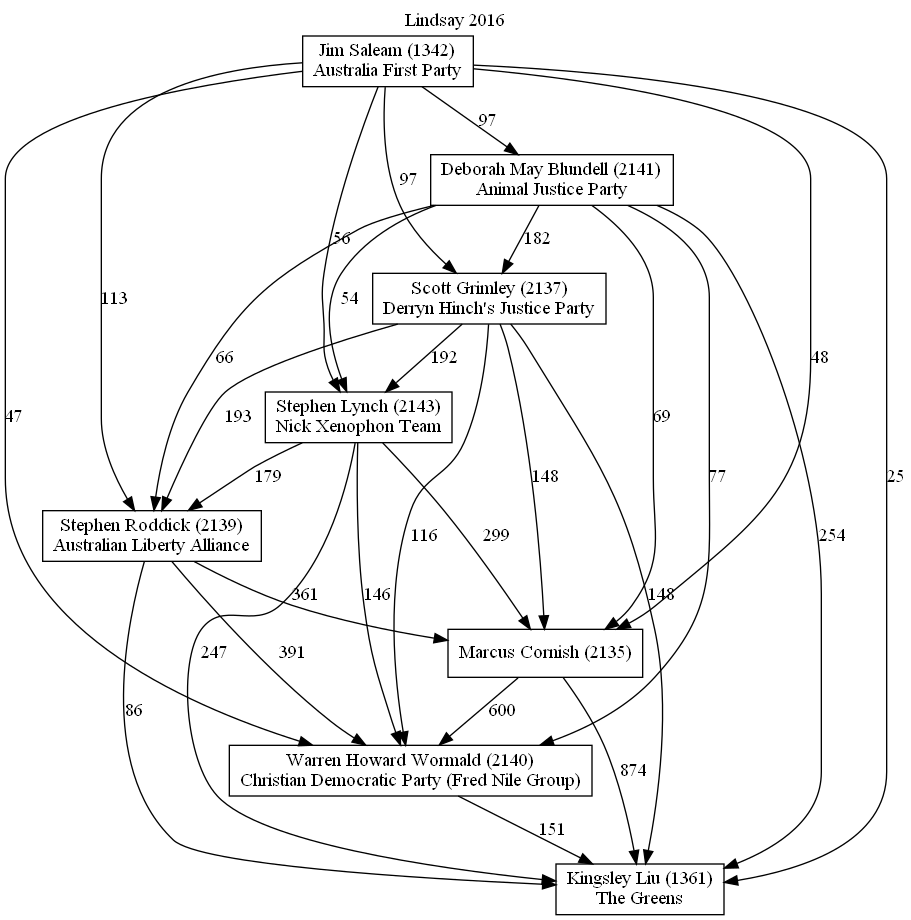 Lindsay 2016
Jim Saleam (1342)
Australia First Party
97
Deborah May Blundell (2141)
Animal Justice Party
97
56
182
Scott Grimley (2137)
Derryn Hinch's Justice Party
113
54
66
192
48
Stephen Lynch (2143)
Nick Xenophon Team
47
193
69
179
148
77
25
Stephen Roddick (2139)
Australian Liberty Alliance
116
299
254
361
146
148
Marcus Cornish (2135)
247
391
86
600
Warren Howard Wormald (2140)
Christian Democratic Party (Fred Nile Group)
874
151
Kingsley Liu (1361)
The Greens